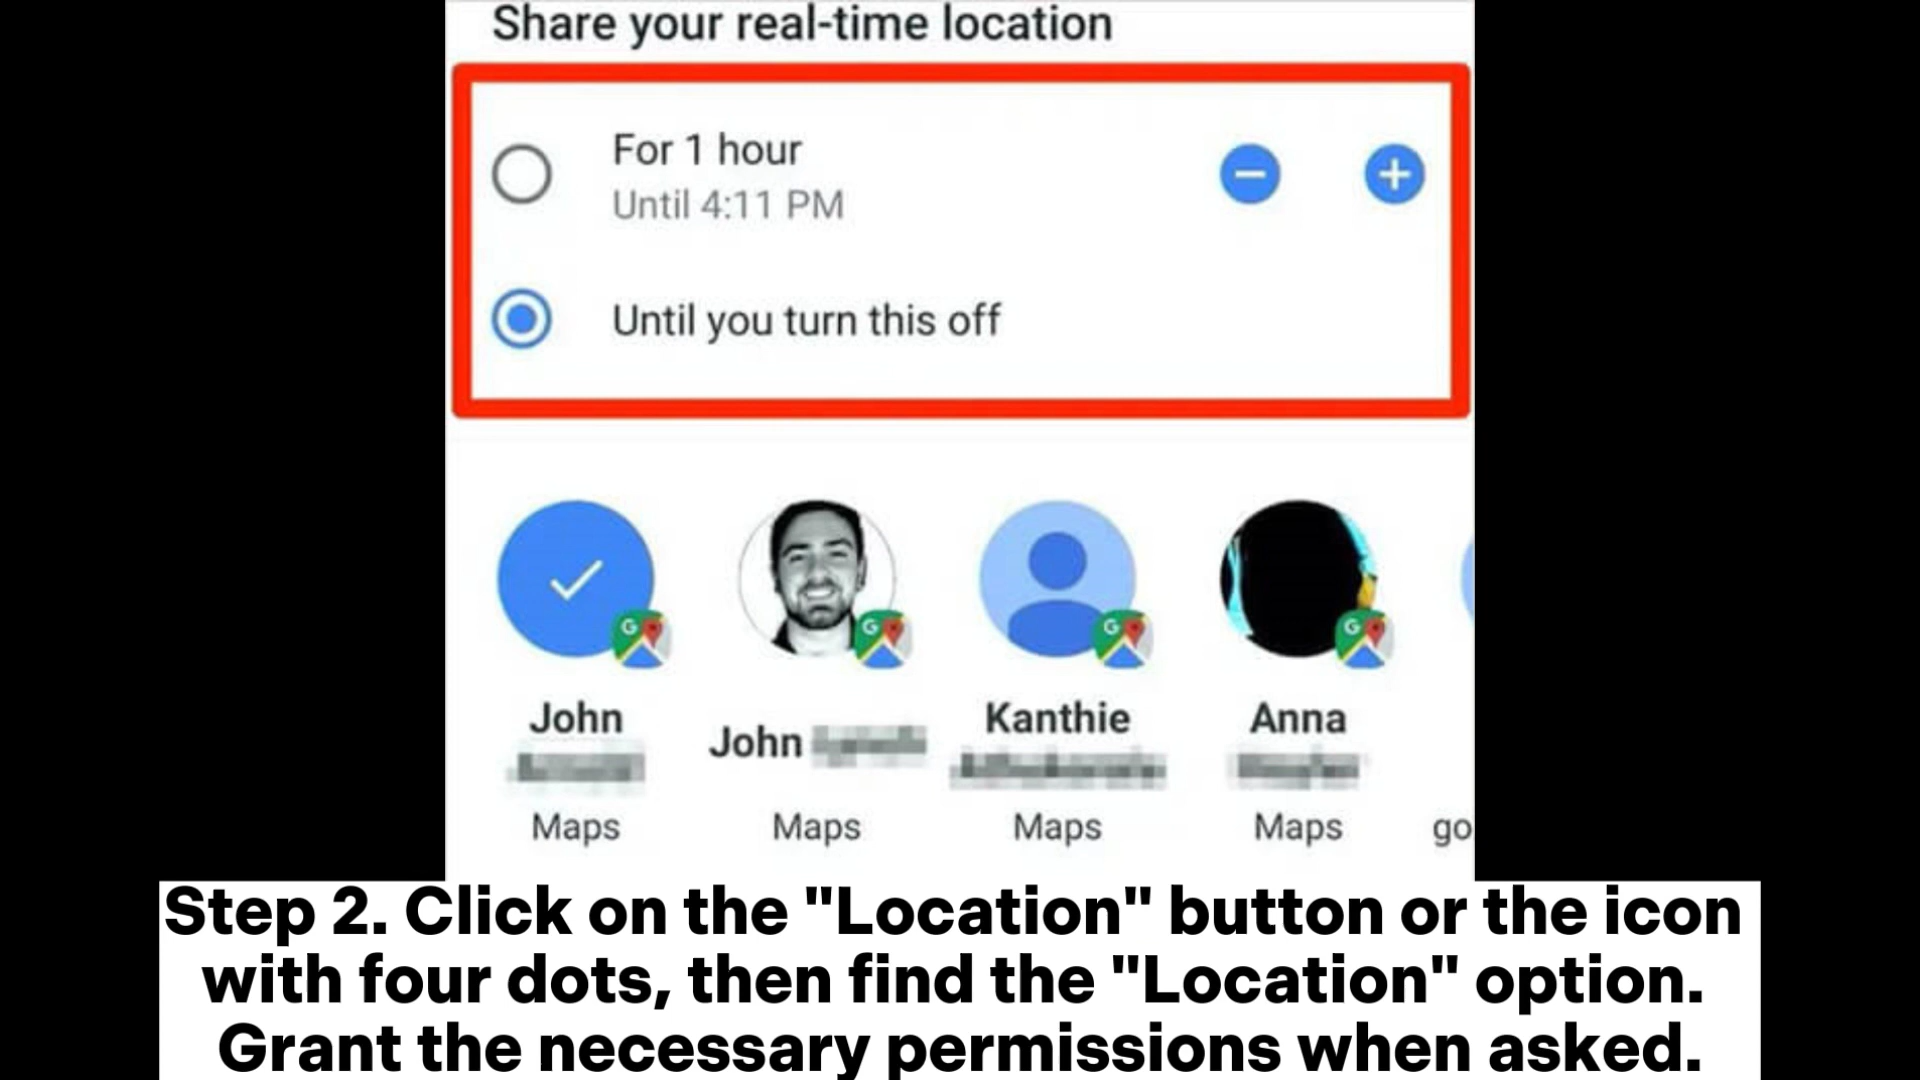 Share your real-time location
For 1 hour
Until 4:11 PM
Until you turn this off
John
John
Kanthie
Anna
Maps
Maps
Maps
Maps
go
Step 2. Click on the "Location" button or the icon
with four dots, then find the "Location" option.
Grant the necessary permissions when asked.